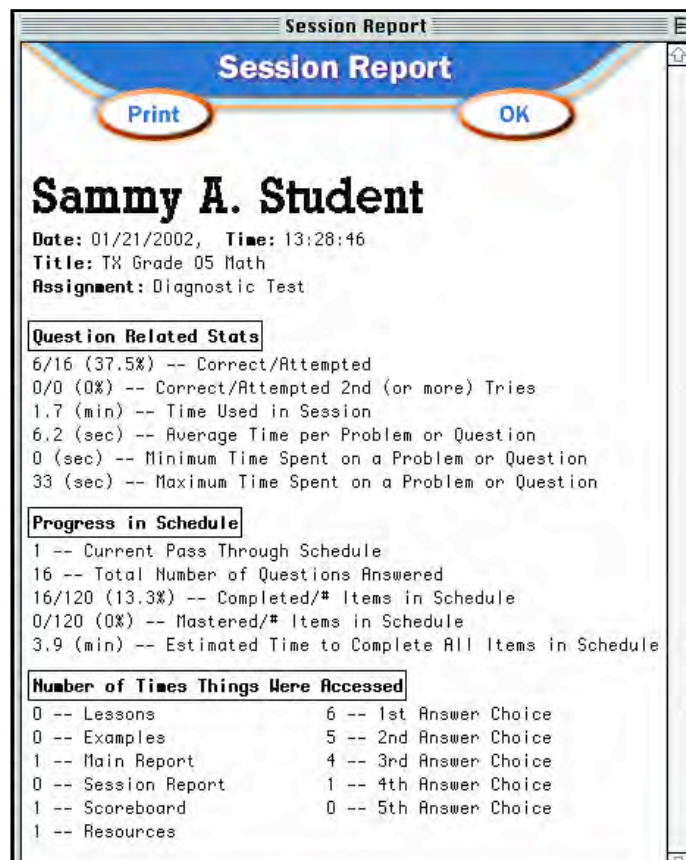 Session Report
Session Report
Print OK
Sammy A. Student
Date: 01/21/2002, Time: 13:28:46
Title: TX Grade 05 Math
Assignment: Diagnostic Test
Question Related Stats
6/16 (37.5%) -- Correct/Attempted
0/0 (0%) -- Correct/Attempted 2nd (or more) Tries
1.7 (min) -- Time Used in Session
6.2 (sec) -- Average Time per Problem or Question
0 (sec) -- Minimum Time Spent on a Problem or Question
33 (sec) -- Maximum Time Spent on a Problem or Question
Progress in Schedule
1 -- Current Pass Through Schedule
16 -- Total Number of Questions Answered
16/120 (13.3%) -- Completed/# Items in Schedule
0/120 (0%) -- Mastered/# Items in Schedule
3.9 (min) -- Estimated Time to Complete All Items in Schedule
Number of Times Things Were Accessed
0 -- Lessons 6 -- 1st Answer Choice
0 -- Examples 5 -- 2nd Answer Choice
1 -- Main Report 4 -- 3rd Answer Choice
0 -- Session Report 1 -- 4th Answer Choice
1 -- Scoreboard 0 -- 5th Answer Choice
1 -- Resources